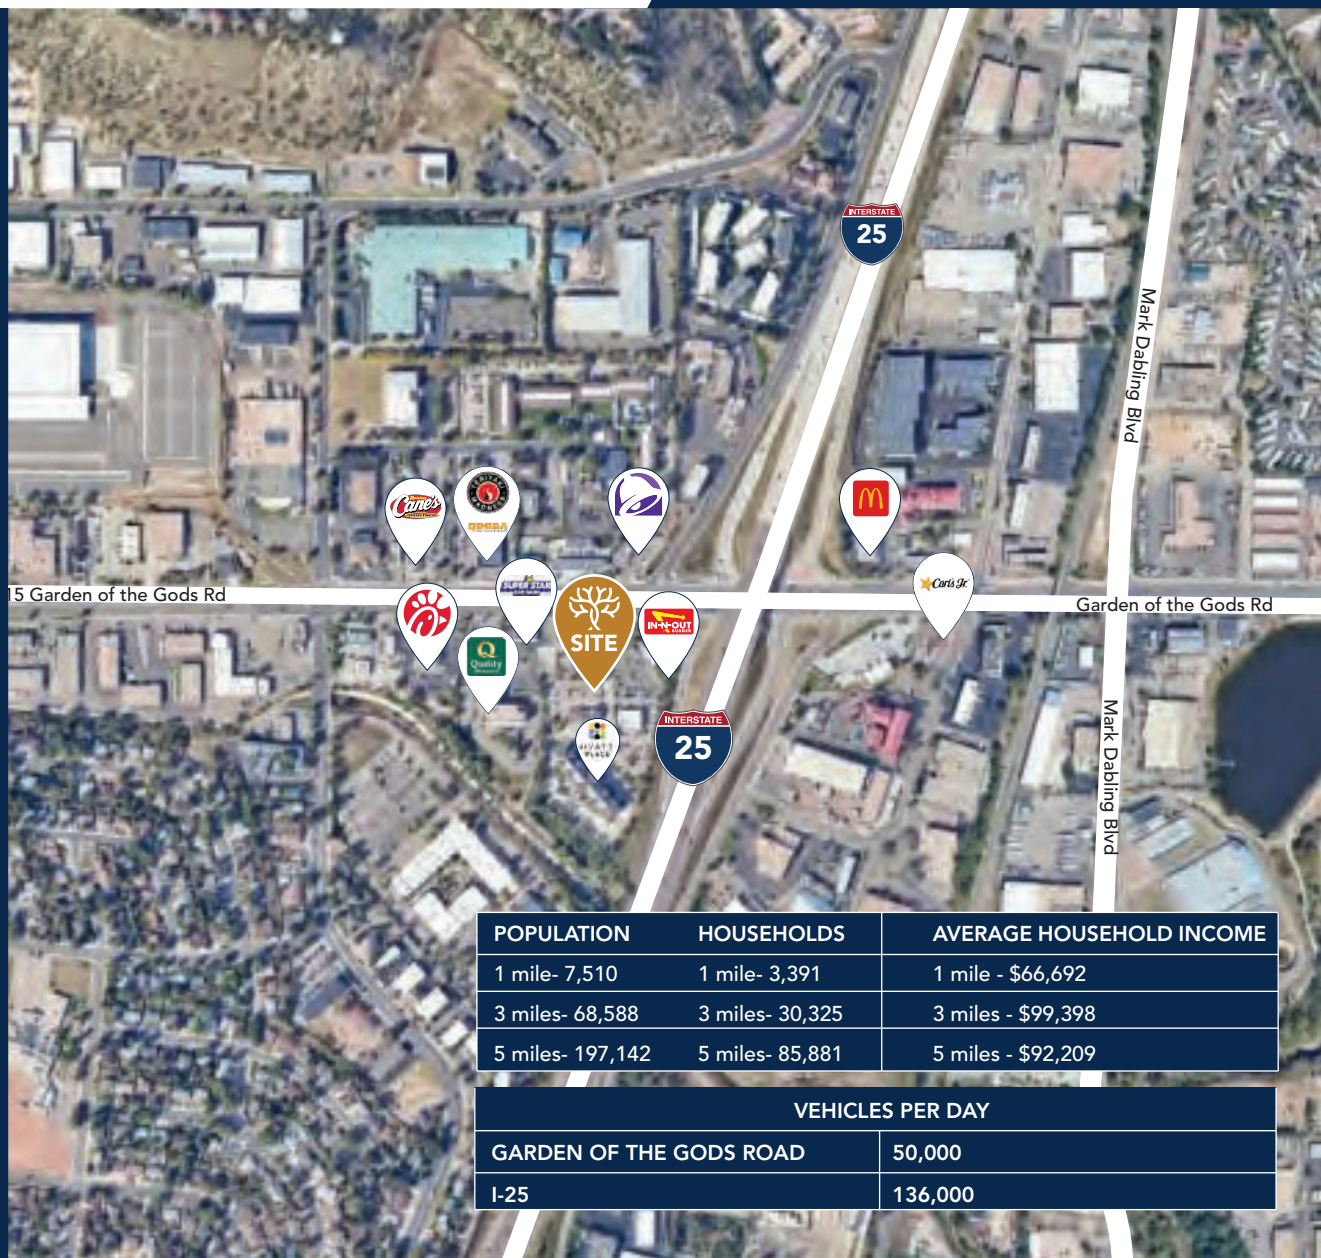 INTERSTATE
25
Mark Dabling Blvd
Raising
Cane's
SUPER STAR
15 Garden of the Gods Rd
Carl's Jr.
Garden of the Gods Rd
IN-N-OUT
BURGER
SITE
Q
Quality
HYATT
PLACE
INTERSTATE
25
Mark Dabling Blvd
POPULATION HOUSEHOLDS AVERAGE HOUSEHOLD INCOME
1 mile- 7,510 1 mile- 3,391 1 mile - $66,692
3 miles- 68,588 3 miles- 30,325 3 miles - $99,398
5 miles- 197,142 5 miles- 85,881 5 miles - $92,209
VEHICLES PER DAY
GARDEN OF THE GODS ROAD 50,000
I-25 136,000